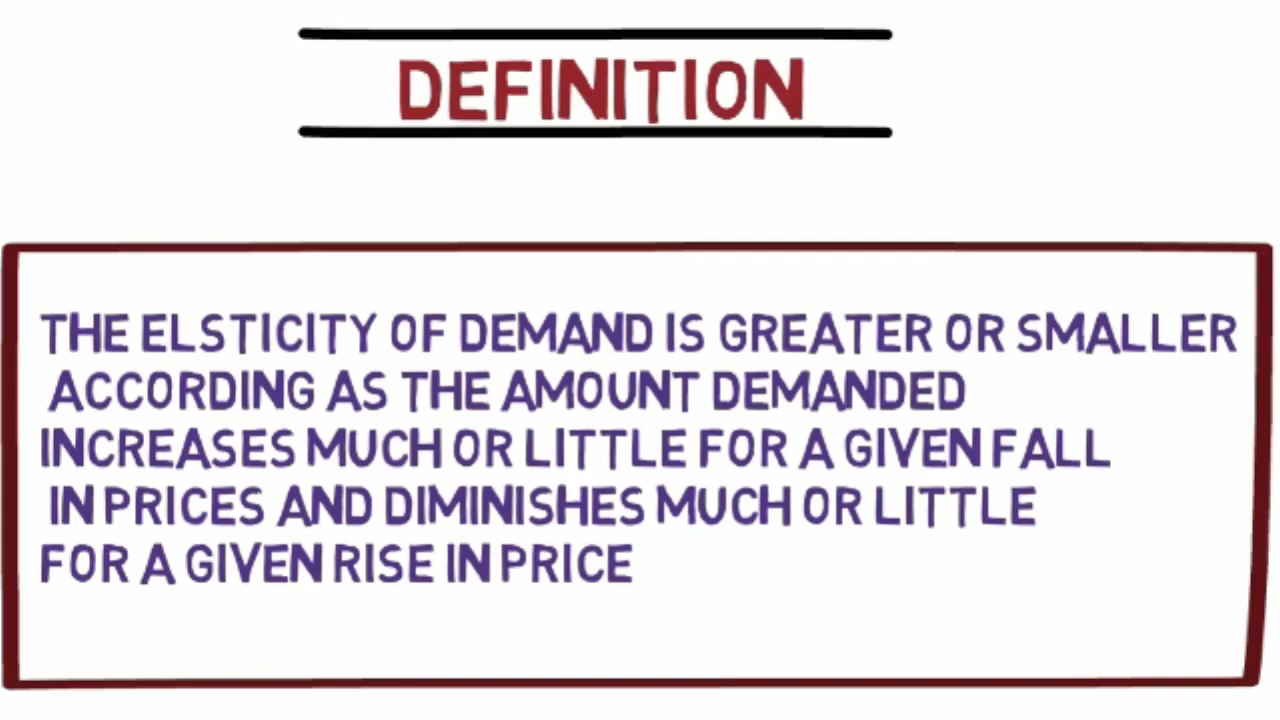 DEFINITION
THE ELSTICITY OF DEMAND IS GREATER OR SMALLER
ACCORDING AS THE AMOUNT DEMANDED
INCREASES MUCH OR LITTLE FOR A GIVEN FALL
IN PRICES AND DIMINISHES MUCH OR LITTLE
FOR A GIVEN RISE IN PRICE